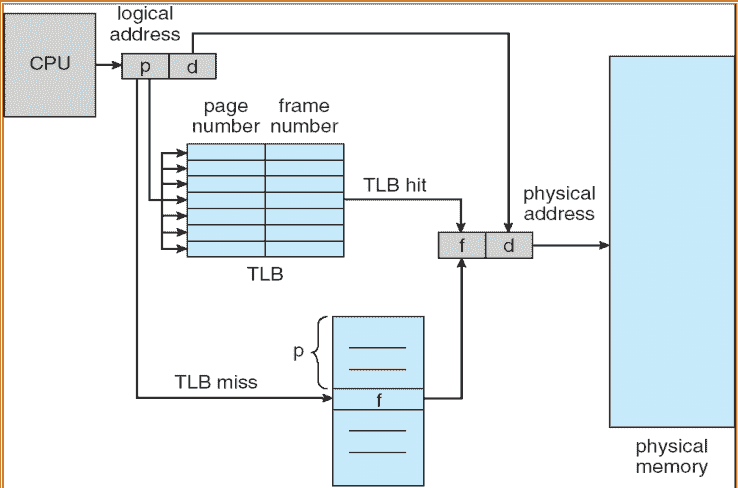 logical
address
CPU
p
d
page
number
frame
number
TLB hit
physical
address
f
d
TLB
p
TLB miss
f
physical
memory